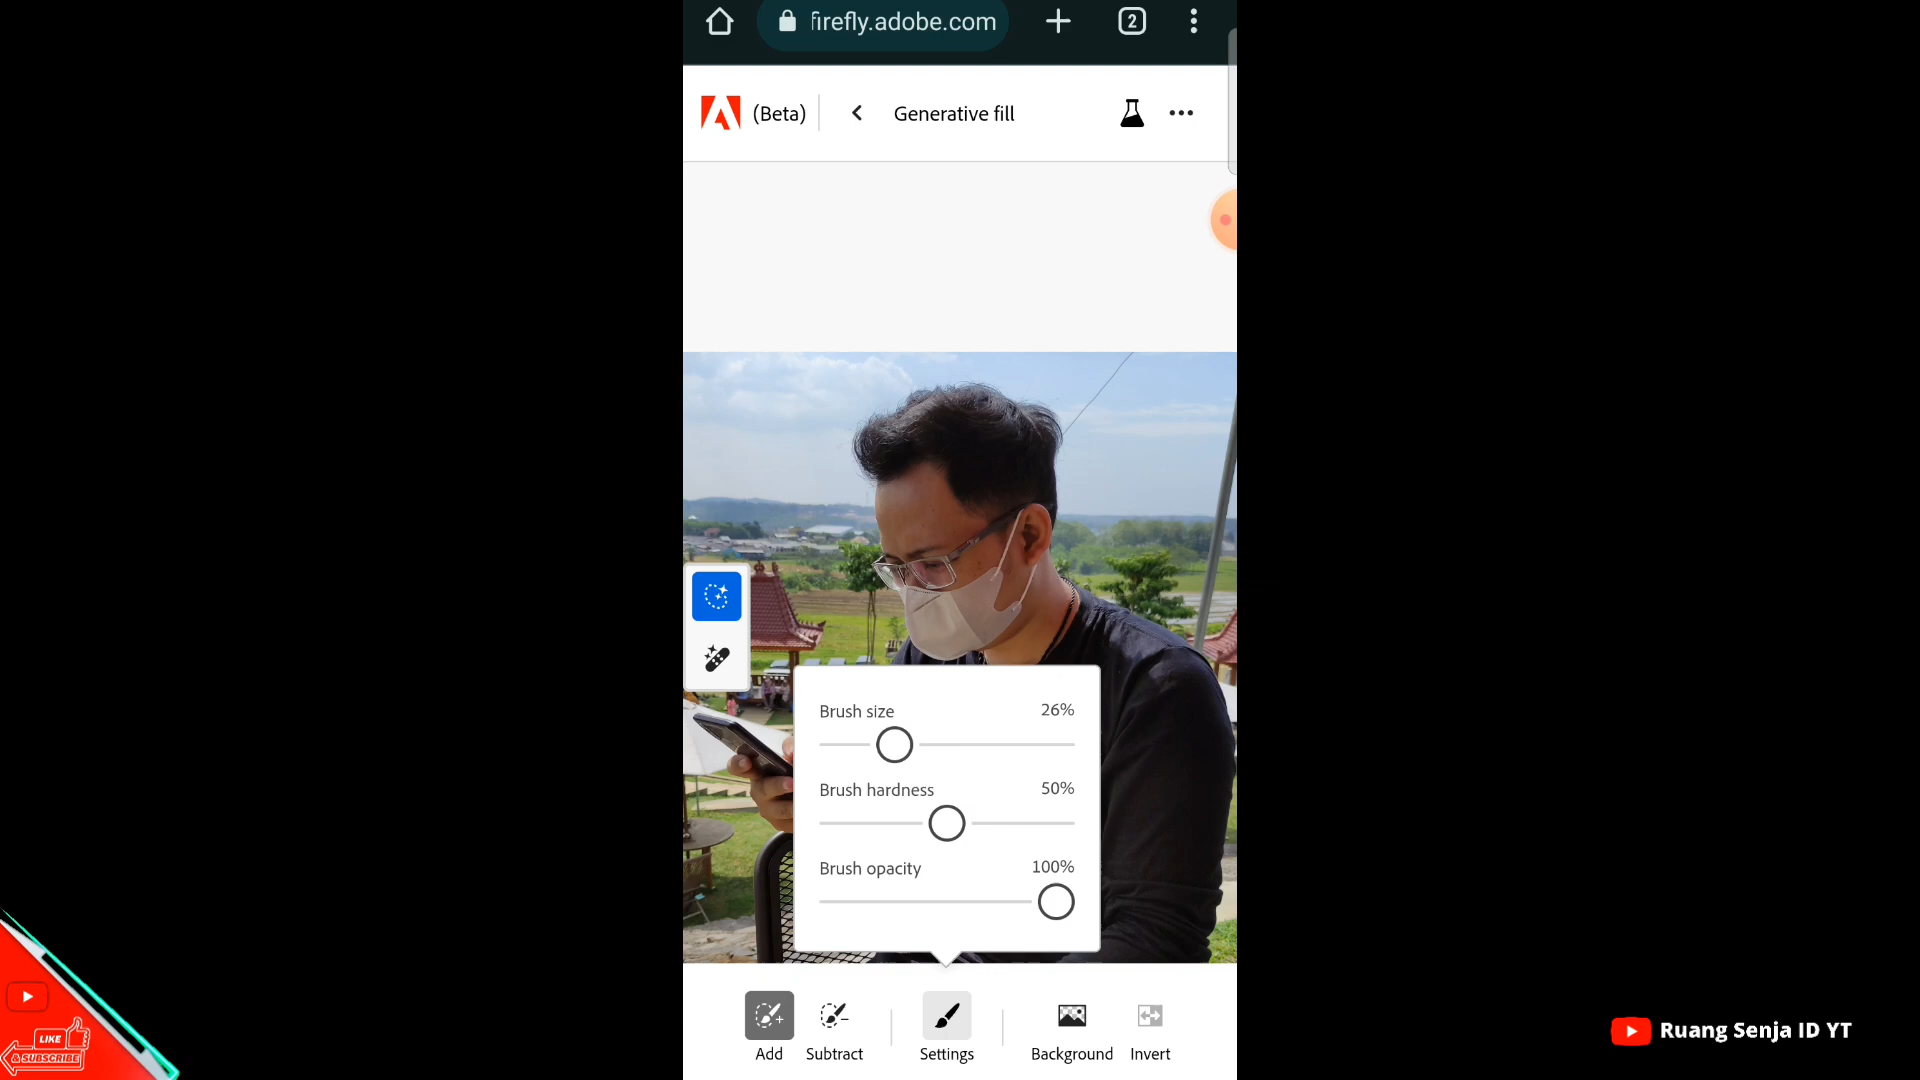 firefly.adobe.com
2
(Beta)
Generative fill
Brush size
26%
Brush hardness
50%
Brush opacity
100%
Add
Subtract
Settings
Background
Invert
LIKE
& SUBSCRIBE
Ruang Senja ID YT